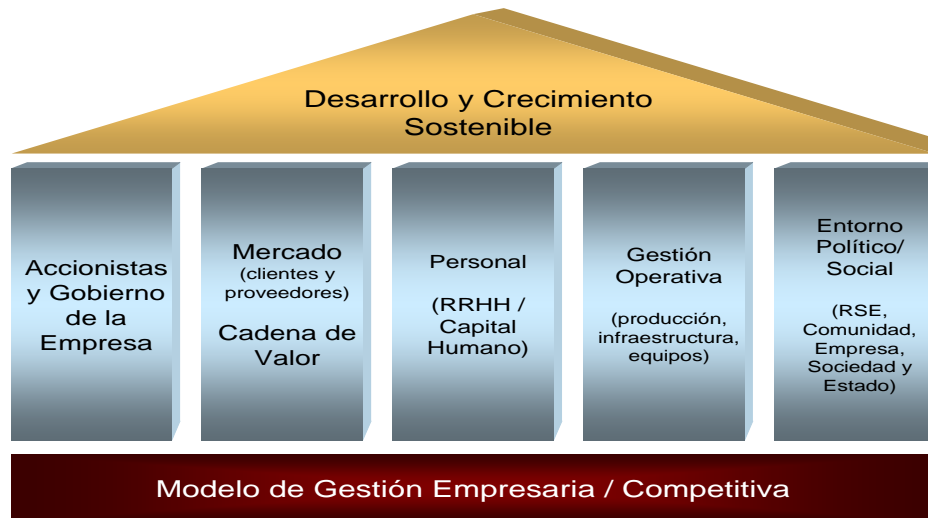 Desarrollo y Crecimiento
Sostenible
Accionistas
y Gobierno
de la
Empresa
Mercado
(clientes y
proveedores)
Cadena de
Valor
Personal
(RRHH /
Capital
Humano)
Gestión
Operativa
(producción,
infraestructura,
equipos)
Entorno
Político/
Social
(RSE,
Comunidad,
Empresa,
Sociedad y
Estado)
Modelo de Gestión Empresaria / Competitiva